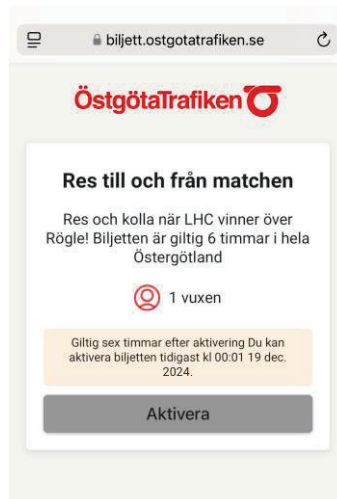 biljett.ostgotatrafiken.se
ÖstgötaTrafiken
Res till och från matchen
Res och kolla när LHC vinner över
Rögle! Biljetten är giltig 6 timmar i hela
Östergötland
1 vuxen
Giltig sex timmar efter aktivering Du kan
aktivera biljetten tidigast kl 00:01 19 dec.
2024.
Aktivera